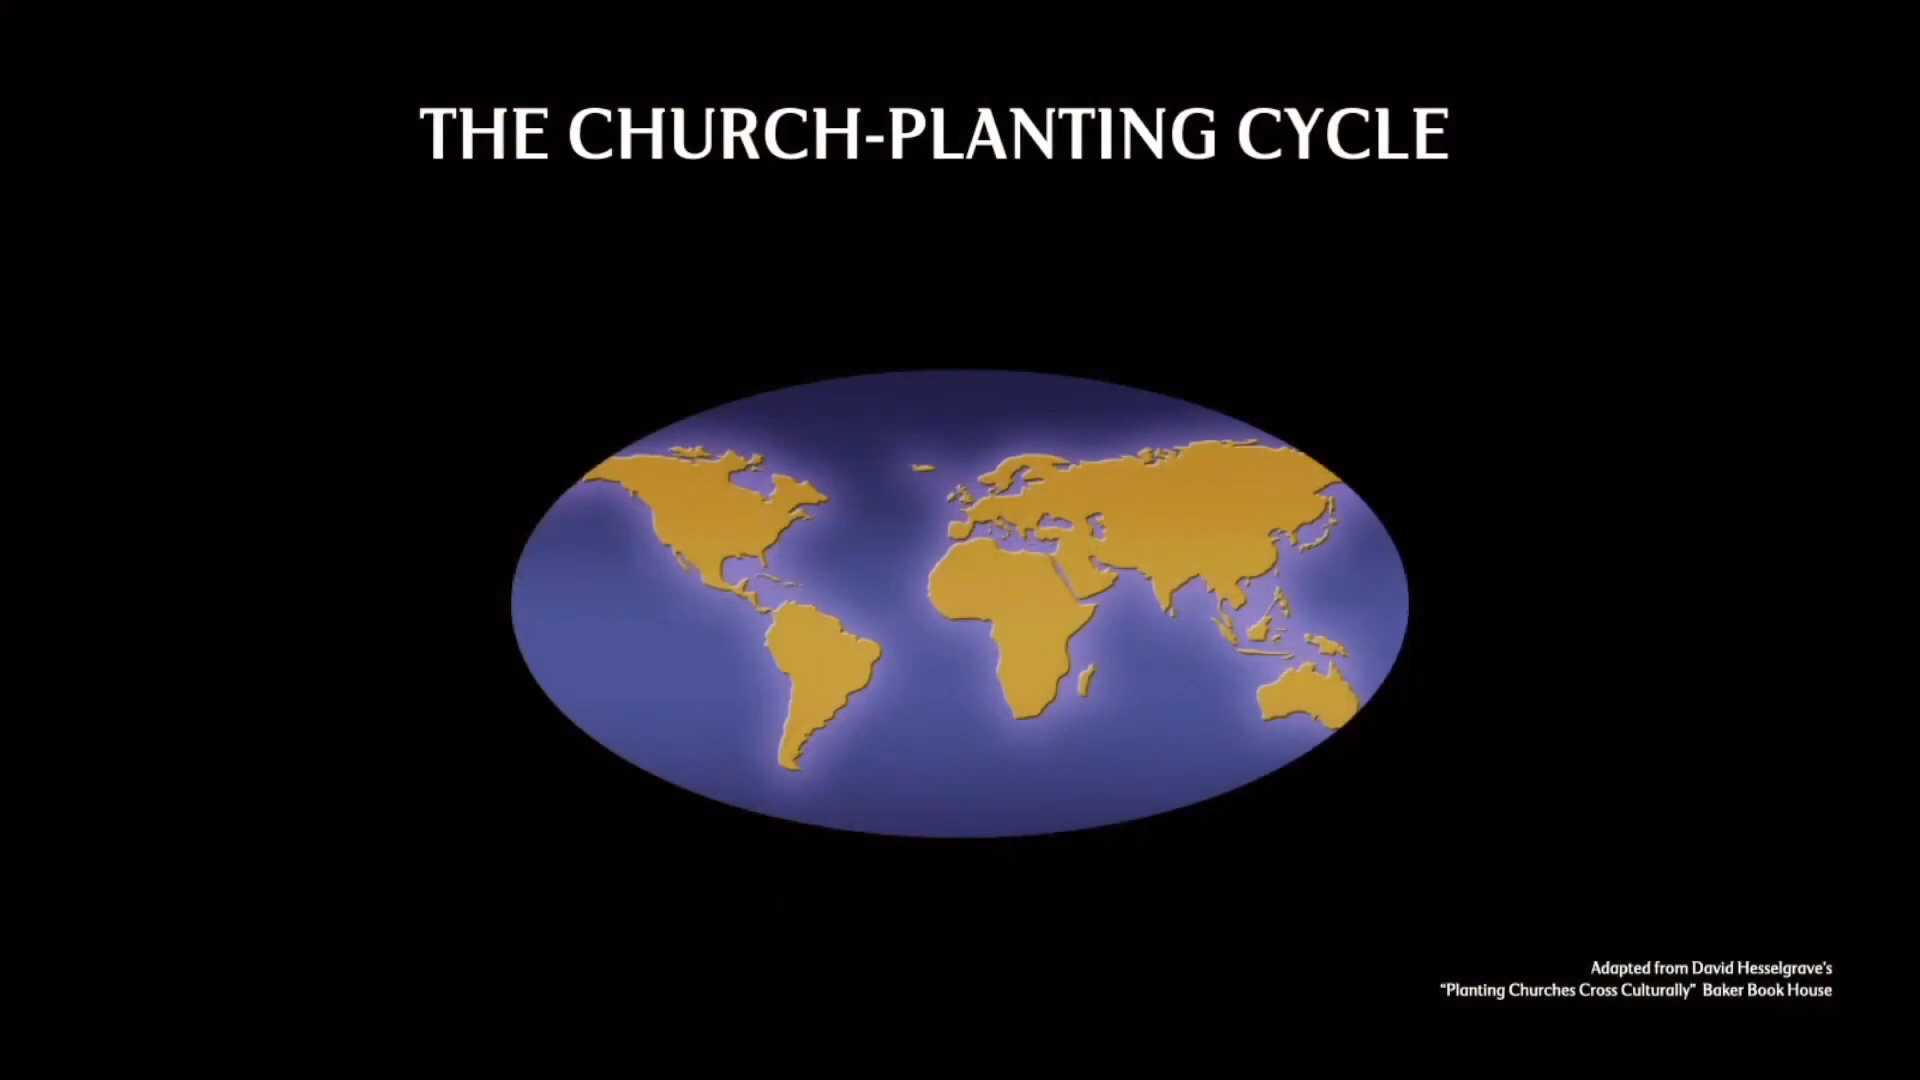 THE CHURCH-PLANTING CYCLE
Adapted from David Hesselgrave's
"Planting Churches Cross Culturally" Baker Book House